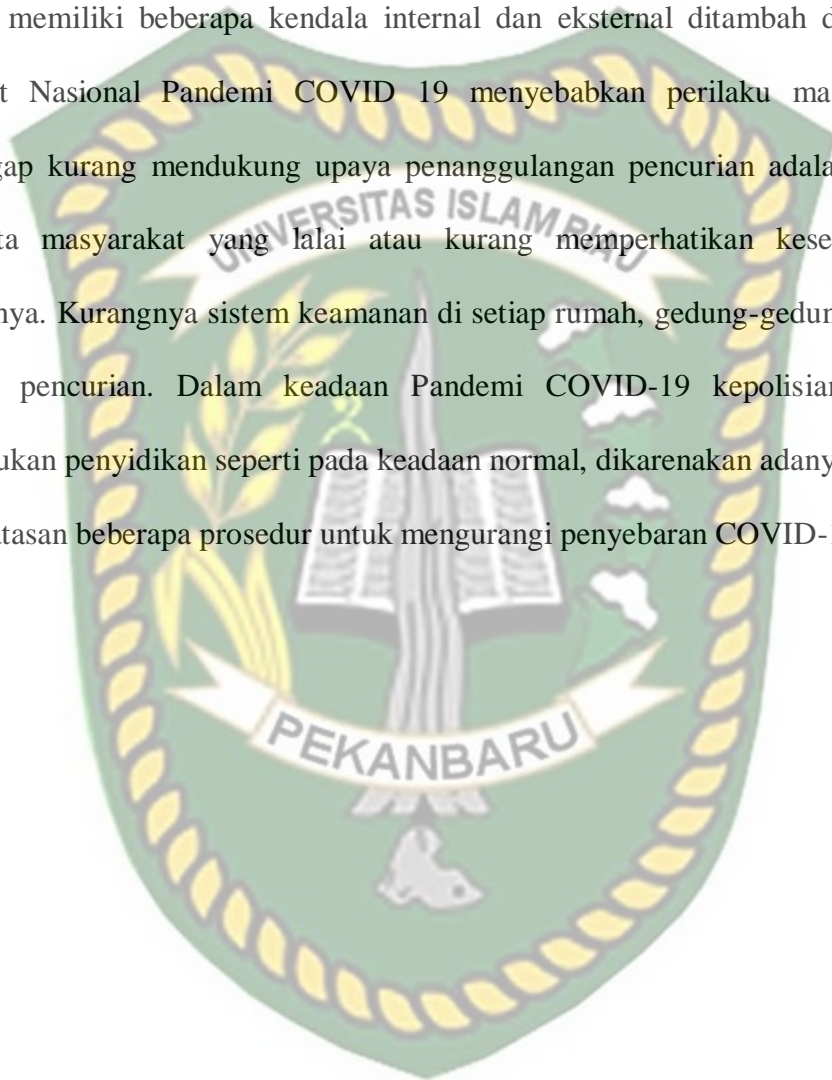 memiliki beberapa kendala internal dan eksternal ditambah d
t Nasional Pandemi COVID 19 menyebabkan perilaku ma
gap kurang mendukung upaya penanggulangan pencurian adala
ta masyarakat yang lalai atau kurang memperhatikan kese
nya. Kurangnya sistem keamanan di setiap rumah, gedung-gedun
pencurian. Dalam keadaan Pandemi COVID-19 kepolisian
ukan penyidikan seperti pada keadaan normal, dikarenakan adany
atasan beberapa prosedur untuk mengurangi penyebaran COVID-1
UNIVERSITAS ISLAM RIAU
PEKANBARU